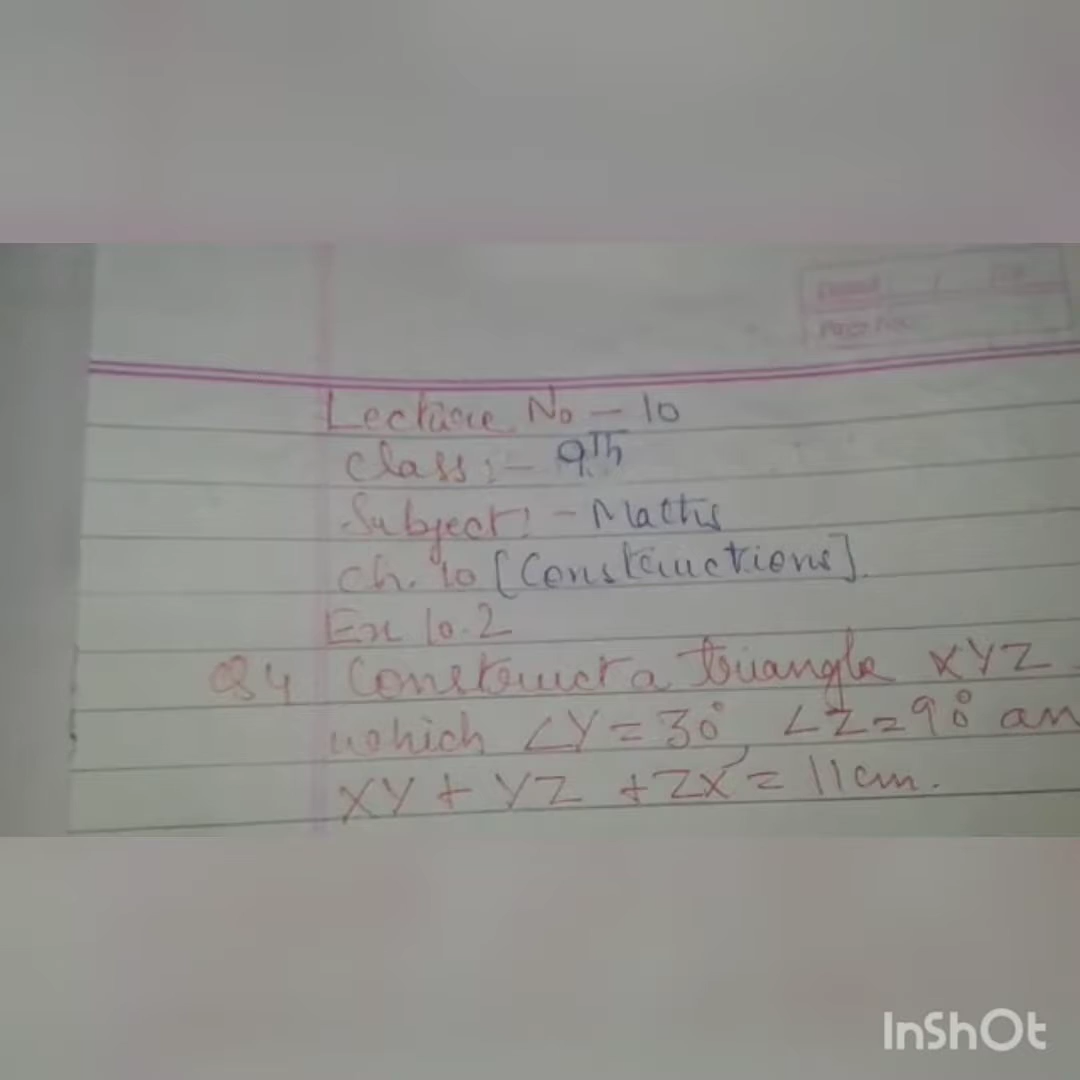 Lecture No - 10
Class :- 9Th
Subject :- Maths
Ch. 10 [Constructions].
Ex 10.2
Q4 Construct a triangle XYZ
which ∠Y = 30° ∠Z = 90° an
XY + YZ + ZX = 11cm.
InShOt